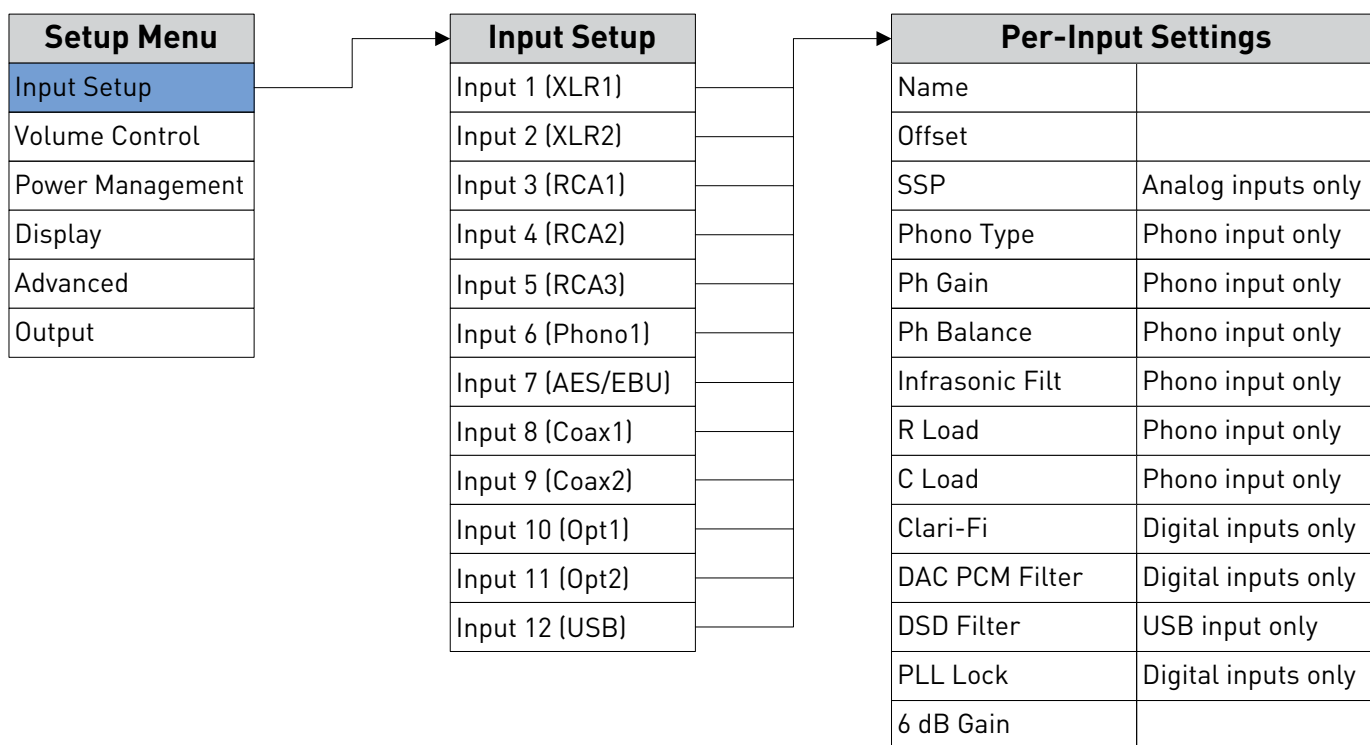 Setup Menu
Input Setup
Volume Control
Power Management
Display
Advanced
Output
Input Setup
Input 1 (XLR1)
Input 2 (XLR2)
Input 3 (RCA1)
Input 4 (RCA2)
Input 5 (RCA3)
Input 6 (Phono1)
Input 7 (AES/EBU)
Input 8 (Coax1)
Input 9 (Coax2)
Input 10 (Opt1)
Input 11 (Opt2)
Input 12 (USB)
Per-Input Settings
Name
Offset
SSP Analog inputs only
Phono Type Phono input only
Ph Gain Phono input only
Ph Balance Phono input only
Infrasonic Filt Phono input only
R Load Phono input only
C Load Phono input only
Clari-Fi Digital inputs only
DAC PCM Filter Digital inputs only
DSD Filter USB input only
PLL Lock Digital inputs only
6 dB Gain